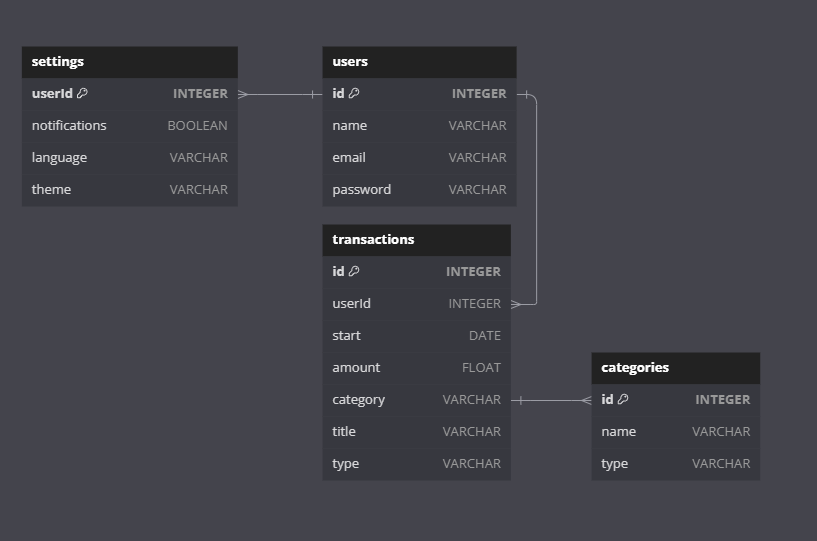 settings
userId INTEGER
notifications BOOLEAN
language VARCHAR
theme VARCHAR
users
id INTEGER
name VARCHAR
email VARCHAR
password VARCHAR
transactions
id INTEGER
userId INTEGER
start DATE
amount FLOAT
category VARCHAR
title VARCHAR
type VARCHAR
categories
id INTEGER
name VARCHAR
type VARCHAR